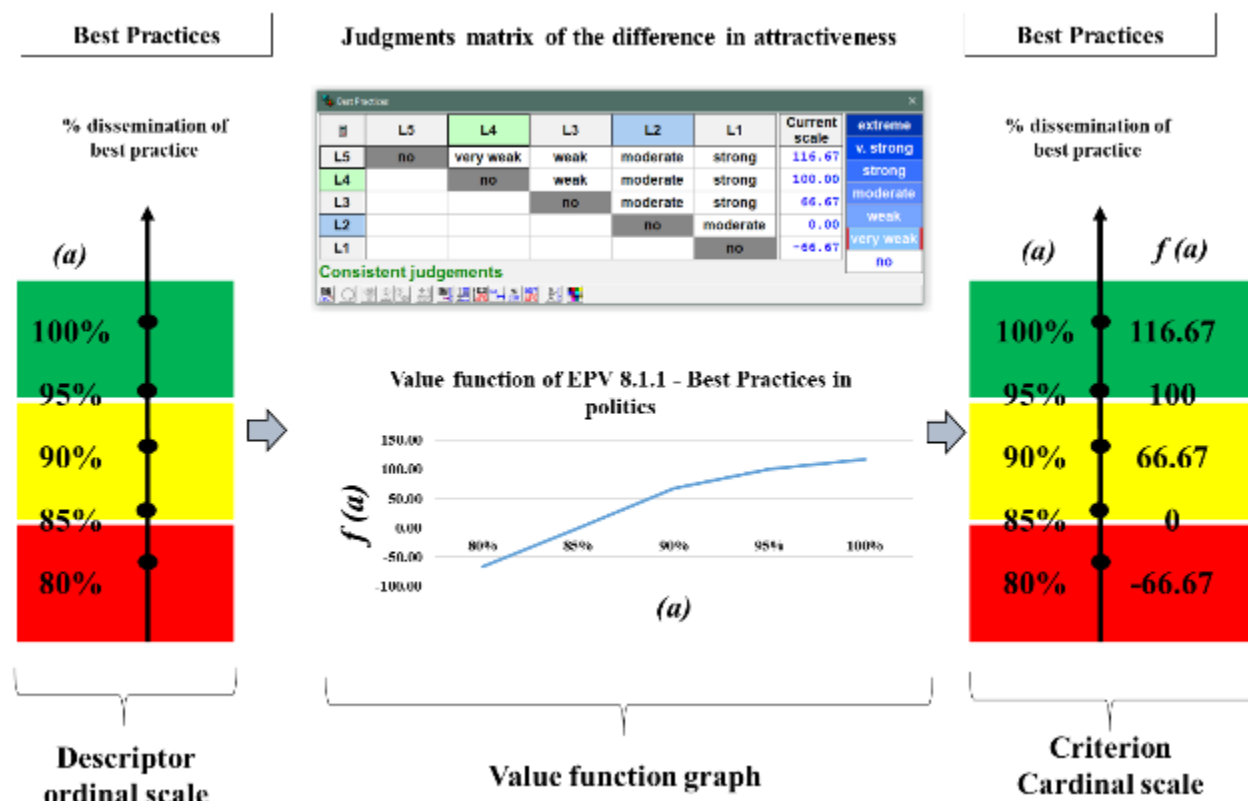 Best Practices
% dissemination of
best practice
(a)
100%
95%
90%
85%
80%
Descriptor
ordinal scale
Judgments matrix of the difference in attractiveness
Best Practices
L5 L4 L3 L2 L1 Current scale
L5 no very weak weak moderate strong 116.67
L4 no weak moderate strong 100.00
L3 no moderate strong 66.67
L2 no moderate 0.00
L1 no -66.67
extreme
v. strong
strong
moderate
weak
very weak
no
Consistent judgements
Value function of EPV 8.1.1 - Best Practices in
politics
150.00
100.00
50.00
0.00
-50.00
-100.00
f (a)
80% 85% 90% 95% 100%
(a)
Value function graph
Best Practices
% dissemination of
best practice
(a) f (a)
100% 116.67
95% 100
90% 66.67
85% 0
80% -66.67
Criterion
Cardinal scale